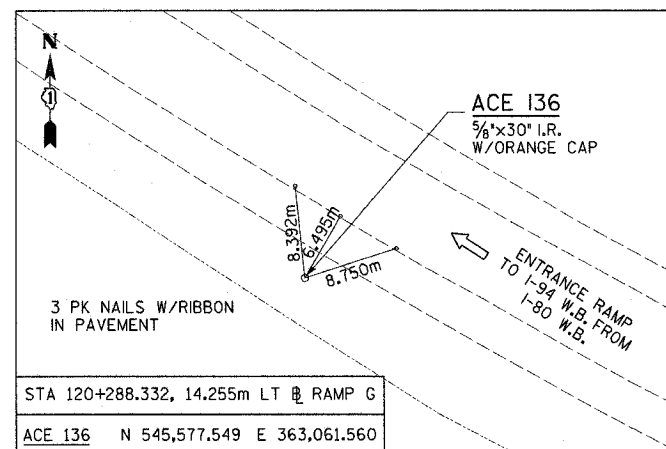 N
1
ACE 136
5/8"x30" I.R.
W/ORANGE CAP
8.392m
6.495m
8.750m
ENTRANCE RAMP
TO I-94 W.B. FROM
I-80 W.B.
3 PK NAILS W/RIBBON
IN PAVEMENT
STA 120+288.332, 14.255m LT BL RAMP G
ACE 136 N 545,577.549 E 363,061.560